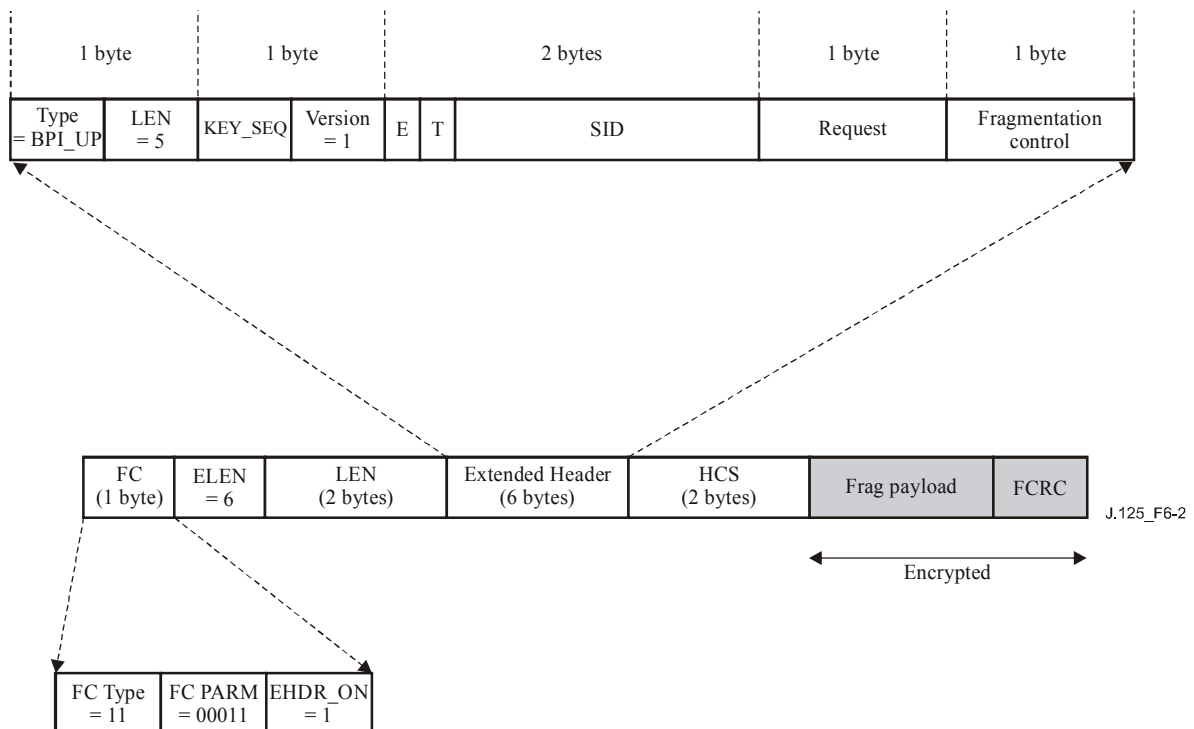 1 byte 1 byte 2 bytes 1 byte 1 byte
Type
= BPI_UP
LEN
= 5
KEY_SEQ
Version
= 1
E
T
SID
Request
Fragmentation
control
FC
(1 byte)
ELEN
= 6
LEN
(2 bytes)
Extended Header
(6 bytes)
HCS
(2 bytes)
Frag payload
FCRC
J.125_F6-2
Encrypted
FC Type
= 11
FC PARM
= 00011
EHDR_ON
= 1